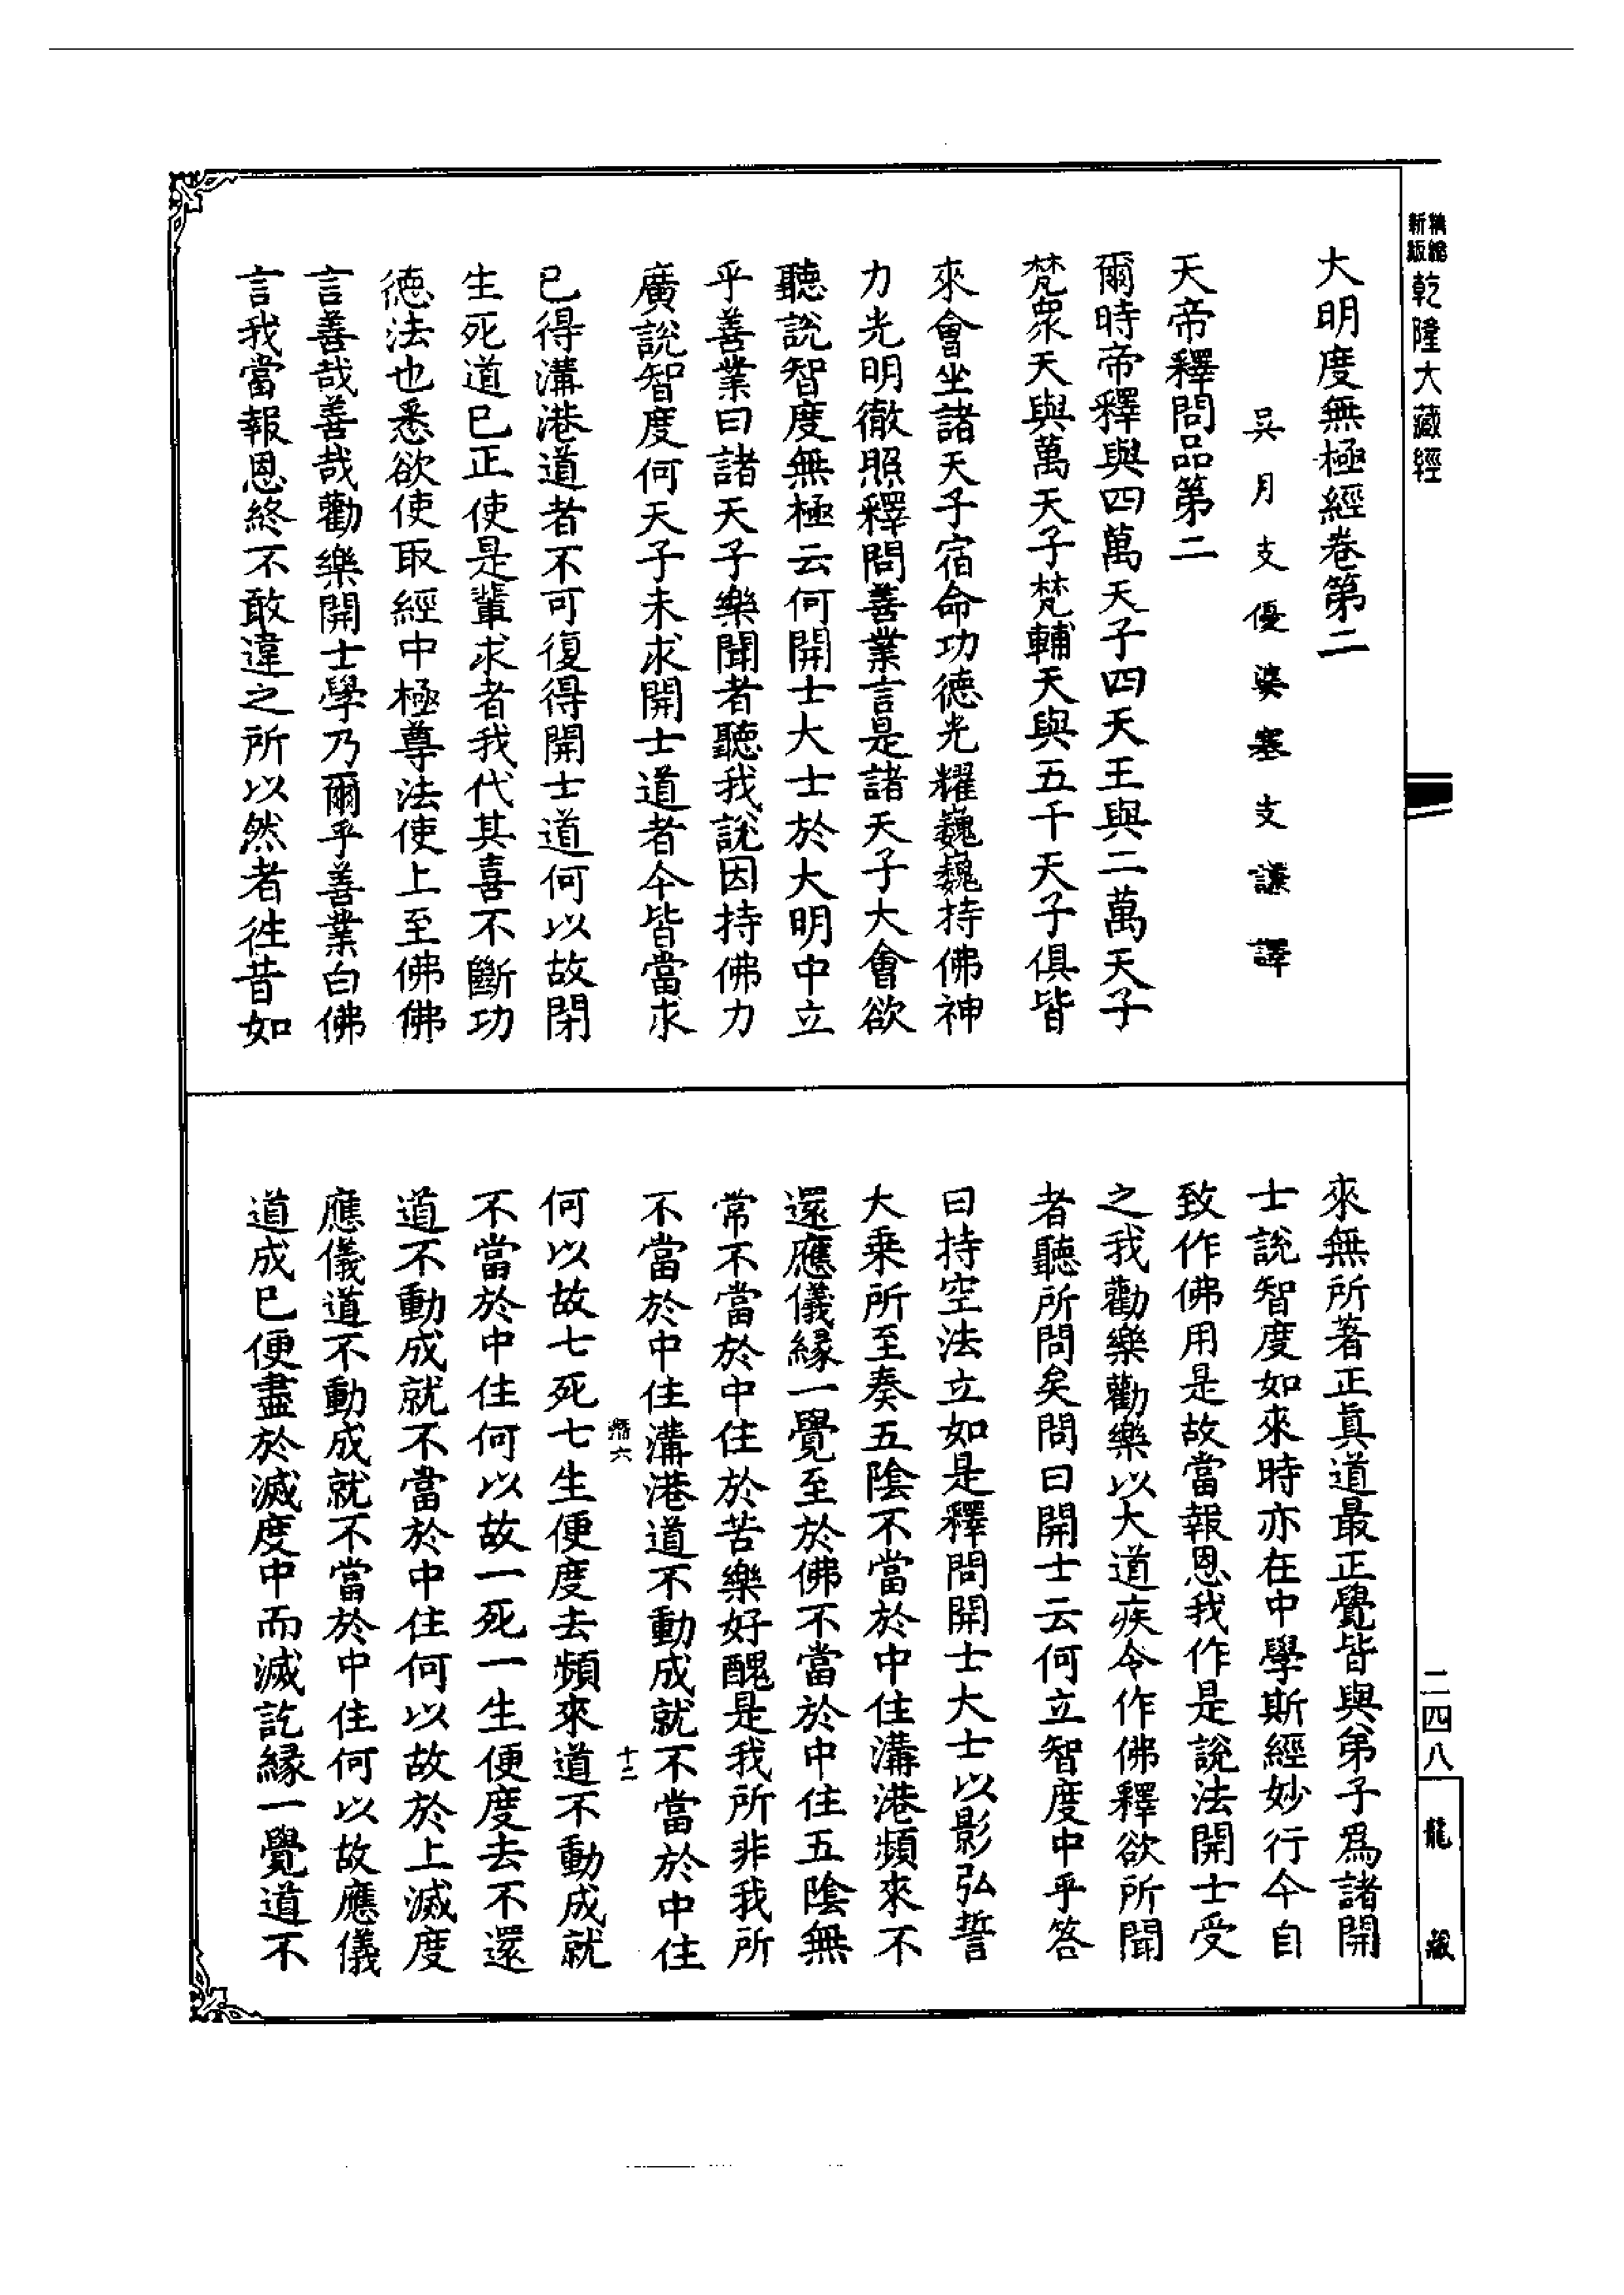 新版
精縮
乾隆大藏經
大明度無極經卷第二
吳月支優婆塞支謙譯
天帝釋問品第二
爾時帝釋與四萬天子四天王與二萬天子
梵眾天與萬天子梵輔天與五千天子俱皆
來會坐諸天子宿命功德光耀巍巍持佛神
力光明徹照釋問善業言是諸天子大會欲
聽說智度無極云何開士大士於大明中立
乎善業曰諸天子樂聞者聽我說因持佛力
廣說智度何天子未求開士道者今皆當求
已得溝港道者不可復得開士道何以故閉
生死道已正使是輩求者我代其喜不斷功
德法也悉欲使取經中極尊法使上至佛佛
言善哉善哉勸樂開士學乃爾乎善業白佛
言我當報恩終不敢違之所以然者往昔如
來無所著正真道最正覺皆與弟子為諸開
士說智度如來時亦在中學斯經妙行今自
致作佛用是故當報恩我作是說法開士受
之我勸樂勸樂以大道疾令作佛釋欲所聞
者聽所問矣問曰開士云何立智度中乎答
曰持空法立如是釋問開士大士以影弘誓
大乘所至奏五陰不當於中住溝港頻來不
還應儀緣一覺至於佛不當於中住五陰無
常不當於中住於苦樂好醜是我所非我所
不當於中住溝港道不動成就不當於中住
鼎六
十二
何以故七死七生便度去頻來道不動成就
不當於中住何以故一死一生便度去不還
道不動成就不當於中住何以故於上滅度
應儀道不動成就不當於中住何以故應儀
道成已便盡於滅度中而滅訖緣一覺道不
二四八
龍藏